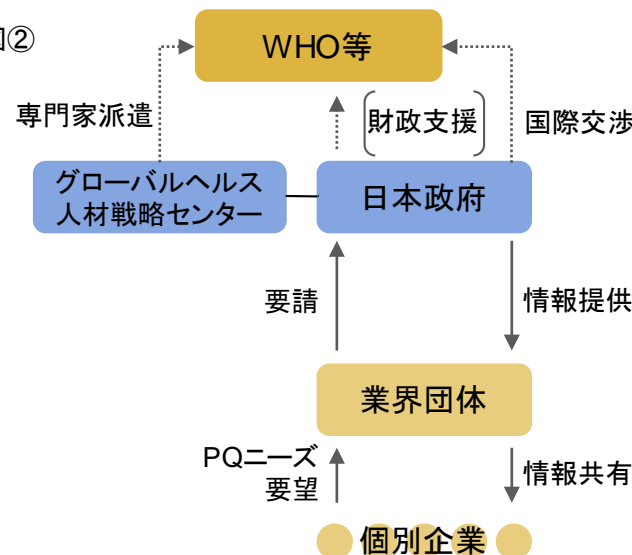 ②
WHO等
専門家派遣
財政支援
国際交渉
グローバルヘルス
人材戦略センター
日本政府
要請
情報提供
業界団体
PQニーズ
要望
情報共有
個別企業